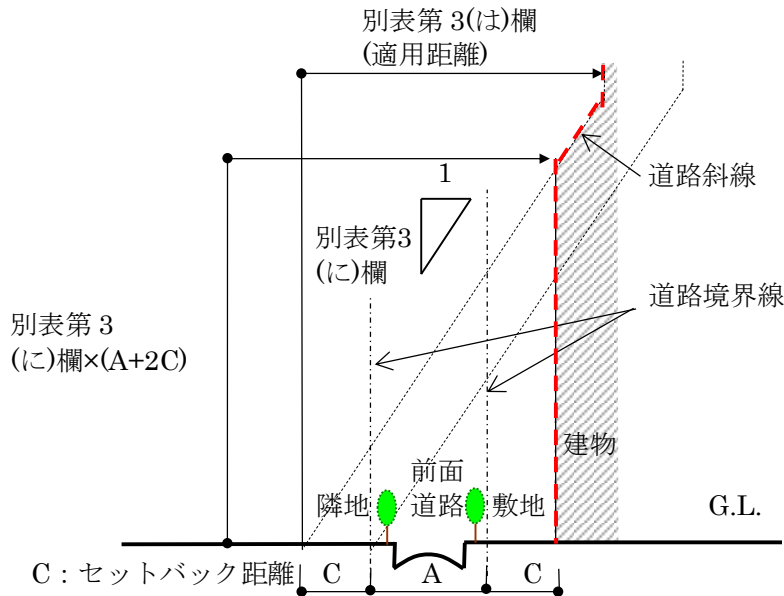 別表第 3(は)欄
(適用距離)
1
道路斜線
別表第3
(に)欄
道路境界線
別表第 3
(に)欄×(A+2C)
建物
前面
隣地 道路 敷地
G.L.
C：セットバック距離 C A C